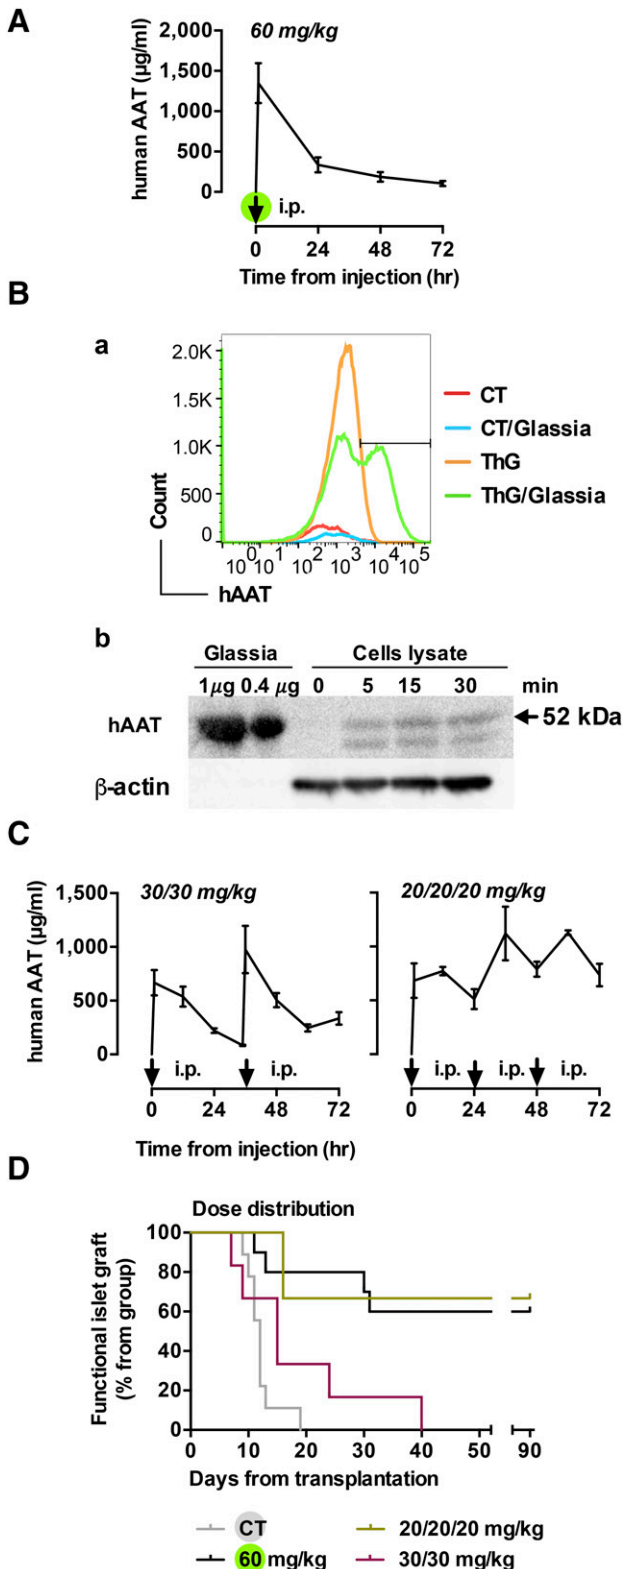 A
60 mg/kg
human AAT (µg/ml)
2,000
1,500
1,000
500
0
i.p.
0 24 48 72
Time from injection (hr)
B
a
Count
2.0K
1.5K
1.0K
500
0
10⁰ 10¹ 10² 10³ 10⁴ 10⁵
hAAT
CT
CT/Glassia
ThG
ThG/Glassia
b
Glassia Cells lysate
1µg 0.4 µg 0 5 15 30 min
hAAT
52 kDa
β-actin
C
30/30 mg/kg 20/20/20 mg/kg
human AAT (µg/ml)
1,500
1,000
500
0
i.p. i.p. i.p. i.p. i.p.
0 24 48 72 0 24 48 72
Time from injection (hr)
D
Dose distribution
Functional islet graft
(% from group)
100
80
60
40
20
0
0 10 20 30 40 50 90
Days from transplantation
CT 20/20/20 mg/kg
60 mg/kg 30/30 mg/kg